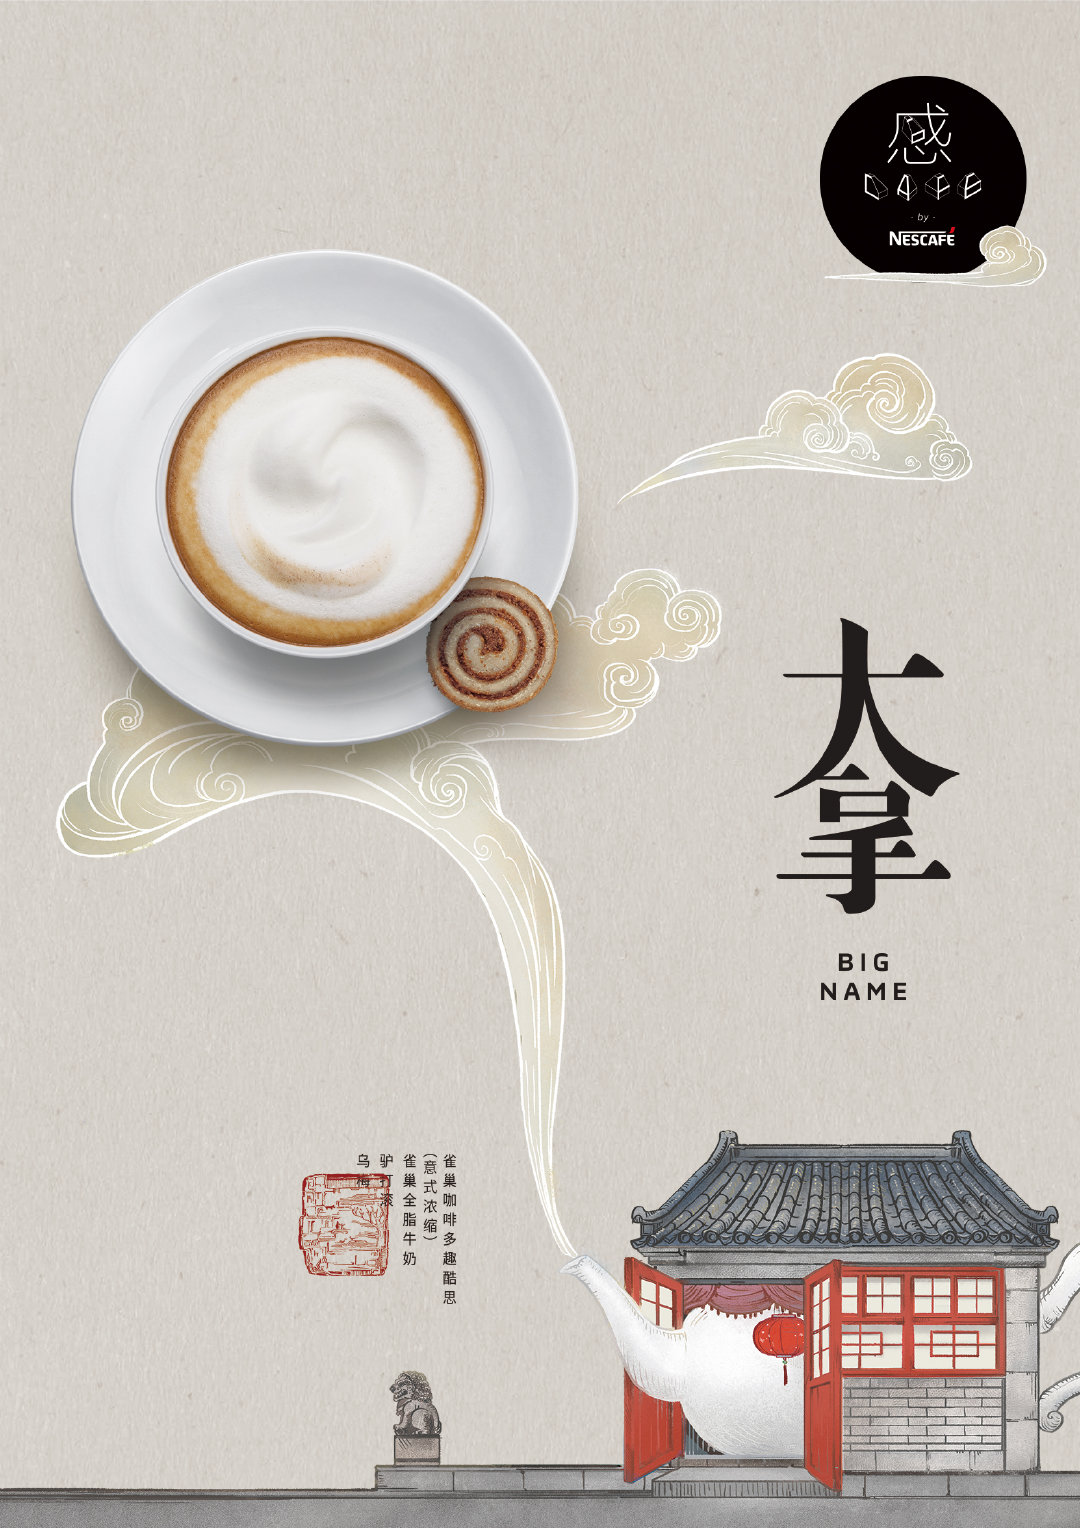 感
CAFE
- by -
NESCAFÉ
大拿
BIG
NAME
雀巢咖啡多趣酷思
(意式浓缩)
雀巢全脂牛奶
驴打滚
乌梅